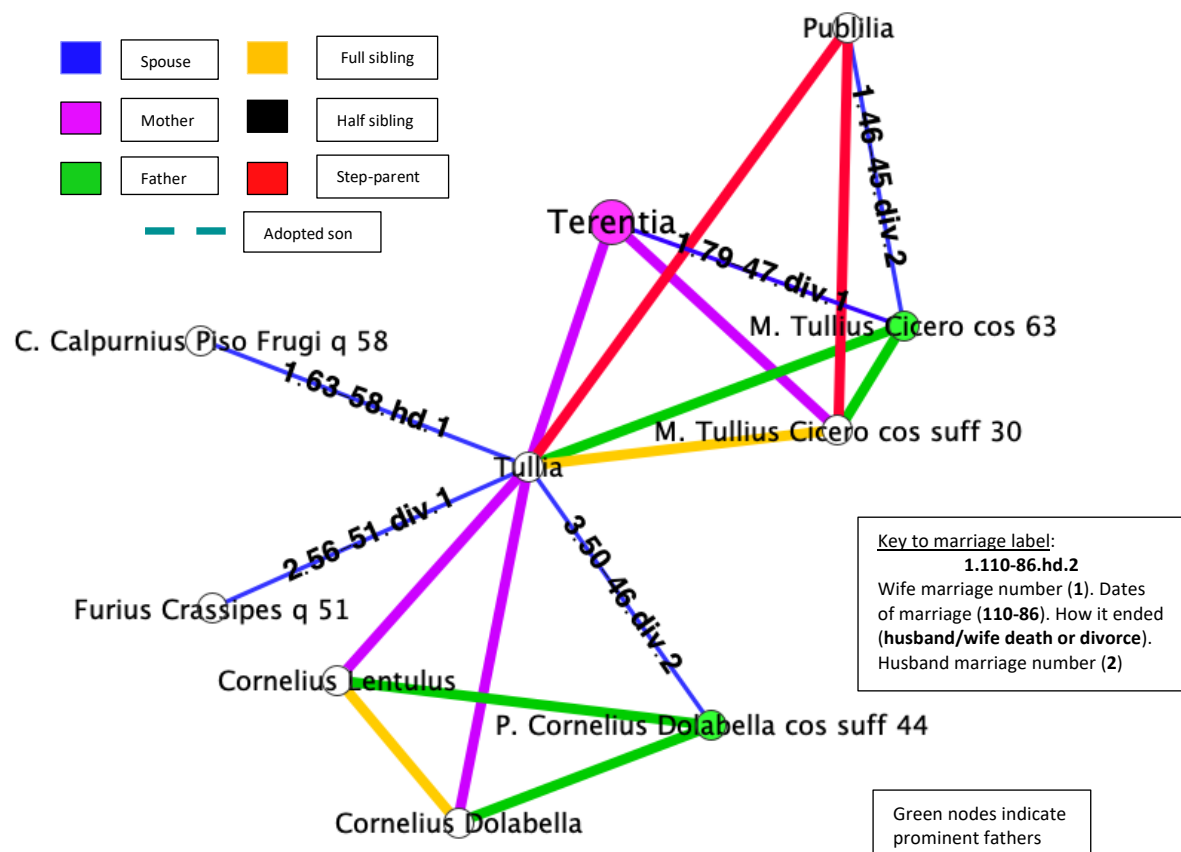 Publilia
Spouse
Full sibling
Mother
Half sibling
Father
Step-parent
Adopted son
1.46 45.div.2
Terentia
1.79 47.div.1
M. Tullius Cicero cos 63
C. Calpurnius Piso Frugi q 58
1.63 58.hd.1
M. Tullius Cicero cos suff 30
Tullia
2.56 51.div.1
3.50 46.div.2
Furius Crassipes q 51
Key to marriage label:
1.110-86.hd.2
Wife marriage number (1). Dates
of marriage (110-86). How it ended
(husband/wife death or divorce).
Husband marriage number (2)
Cornelius Lentulus
P. Cornelius Dolabella cos suff 44
Cornelius Dolabella
Green nodes indicate
prominent fathers